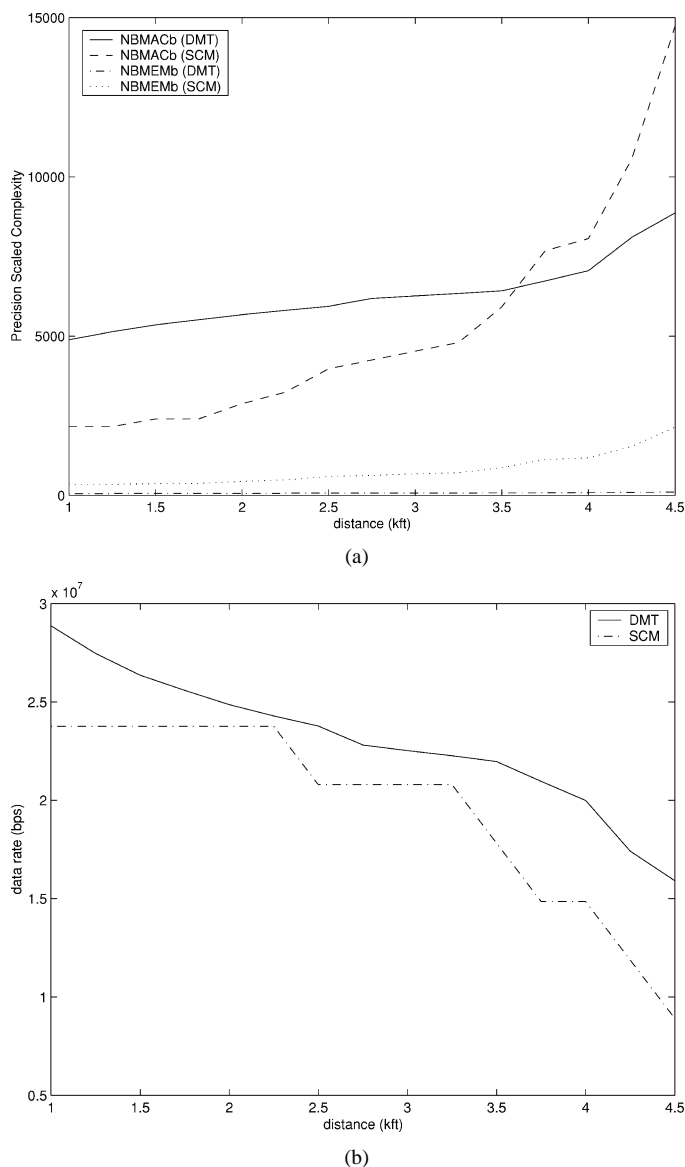 15000
NBMACb (DMT)
NBMACb (SCM)
NBMEMb (DMT)
NBMEMb (SCM)
10000
Precision Scaled Complexity
5000
0
1 1.5 2 2.5 3 3.5 4 4.5
distance (kft)
(a)
x 10^7
3
DMT
SCM
2.5
2
data rate (bps)
1.5
1
0.5
1 1.5 2 2.5 3 3.5 4 4.5
distance (kft)
(b)